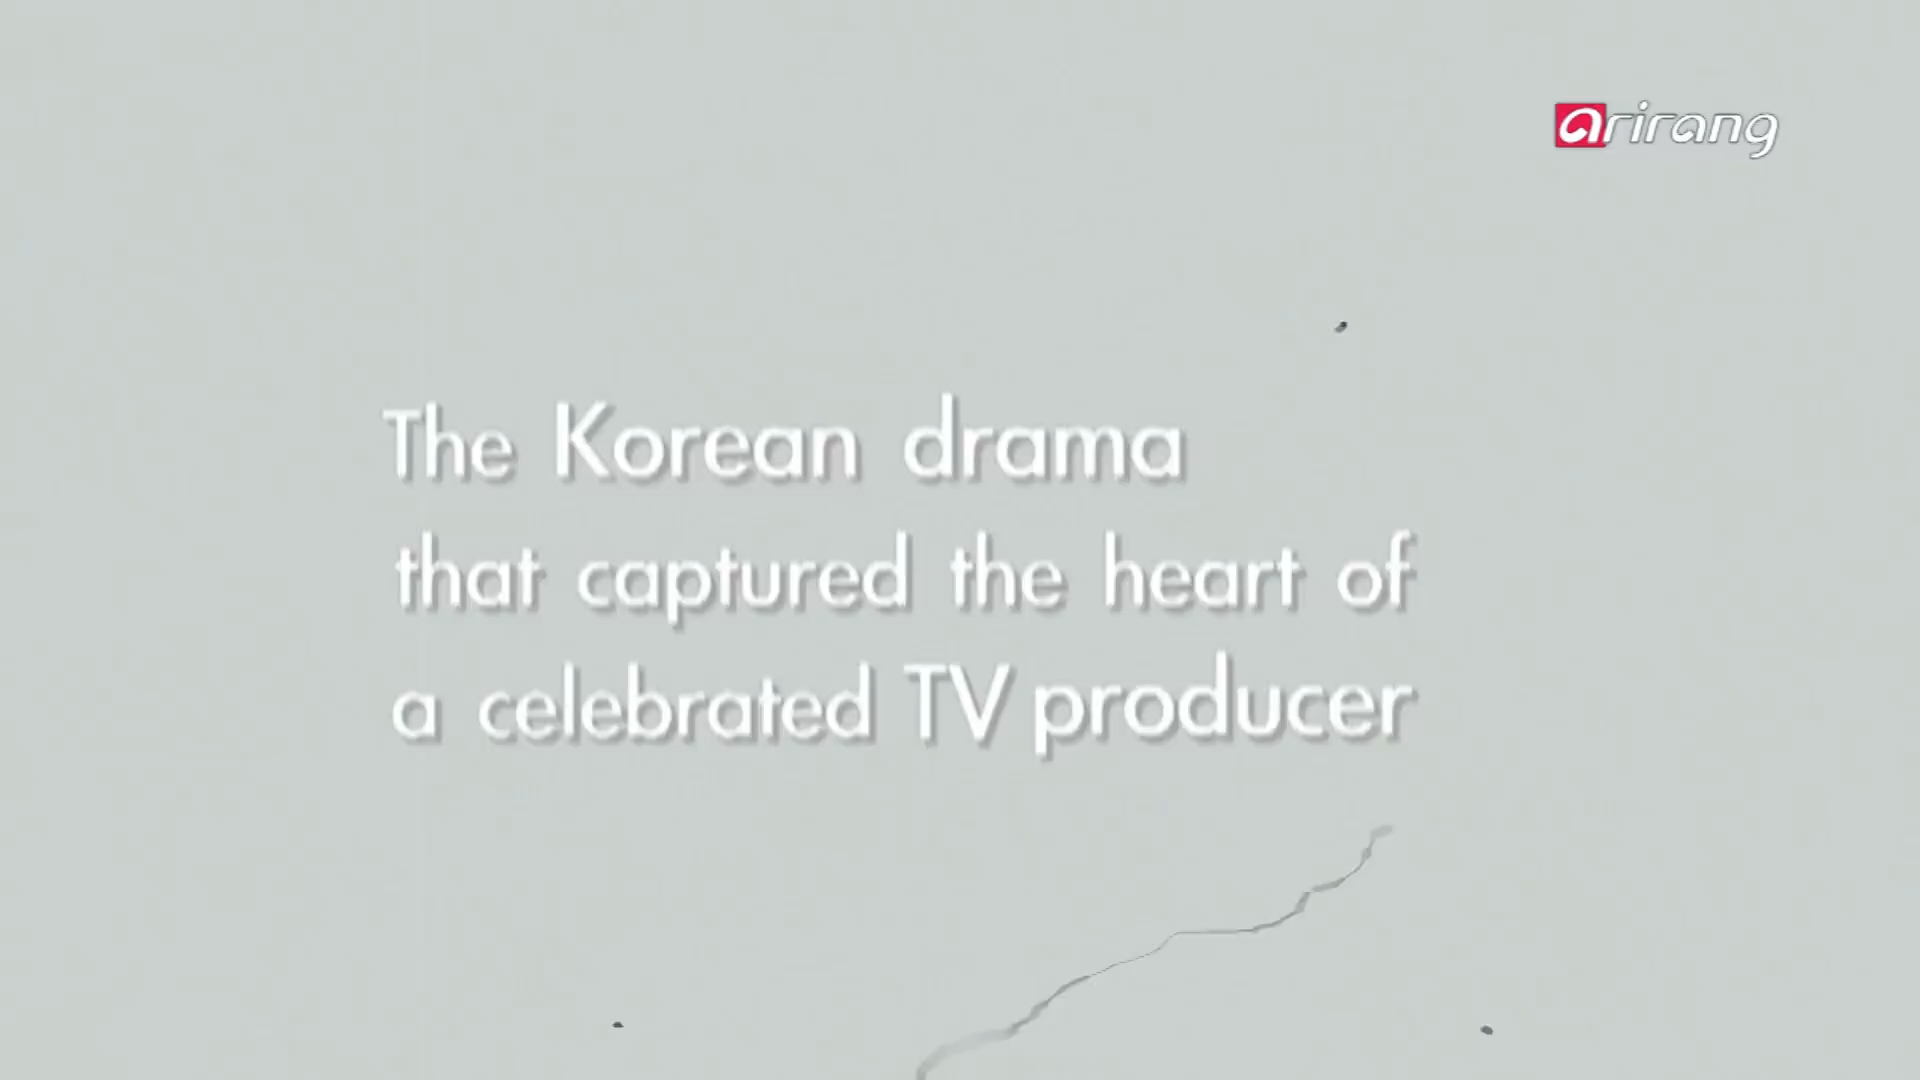 arirang
The Korean drama
that captured the heart of
a celebrated TV producer